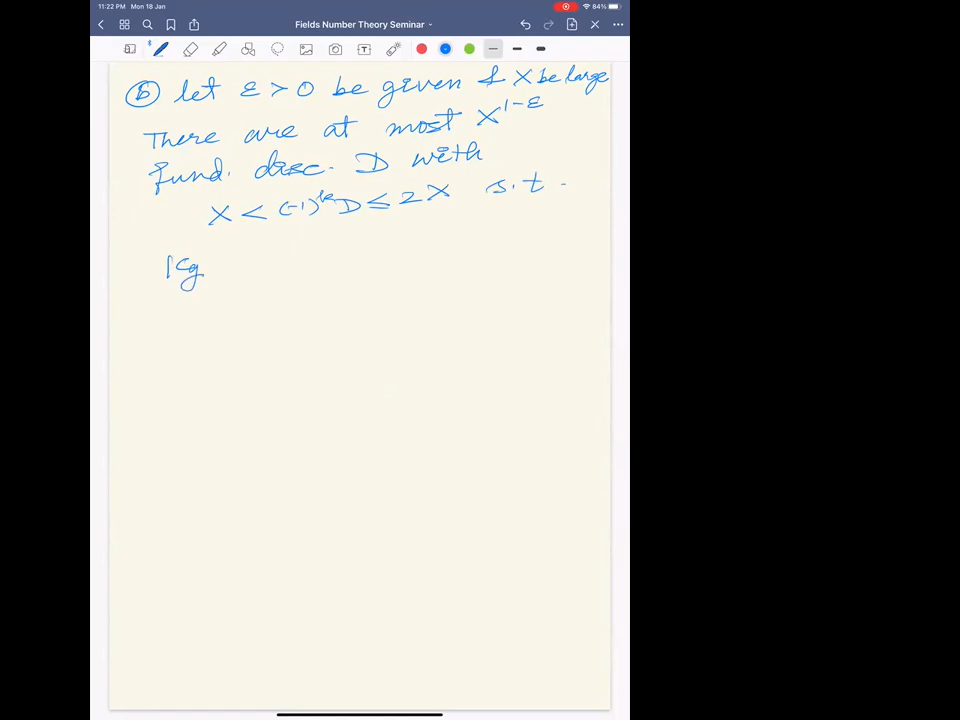 11:22 PM Mon 18 Jan
84%
Fields Number Theory Seminar
(b) let ε > 0 be given & X be large
There are at most X^{1-ε}
fund. disc. D with
X < (-1)^k D ≤ 2X s.t.
|cg